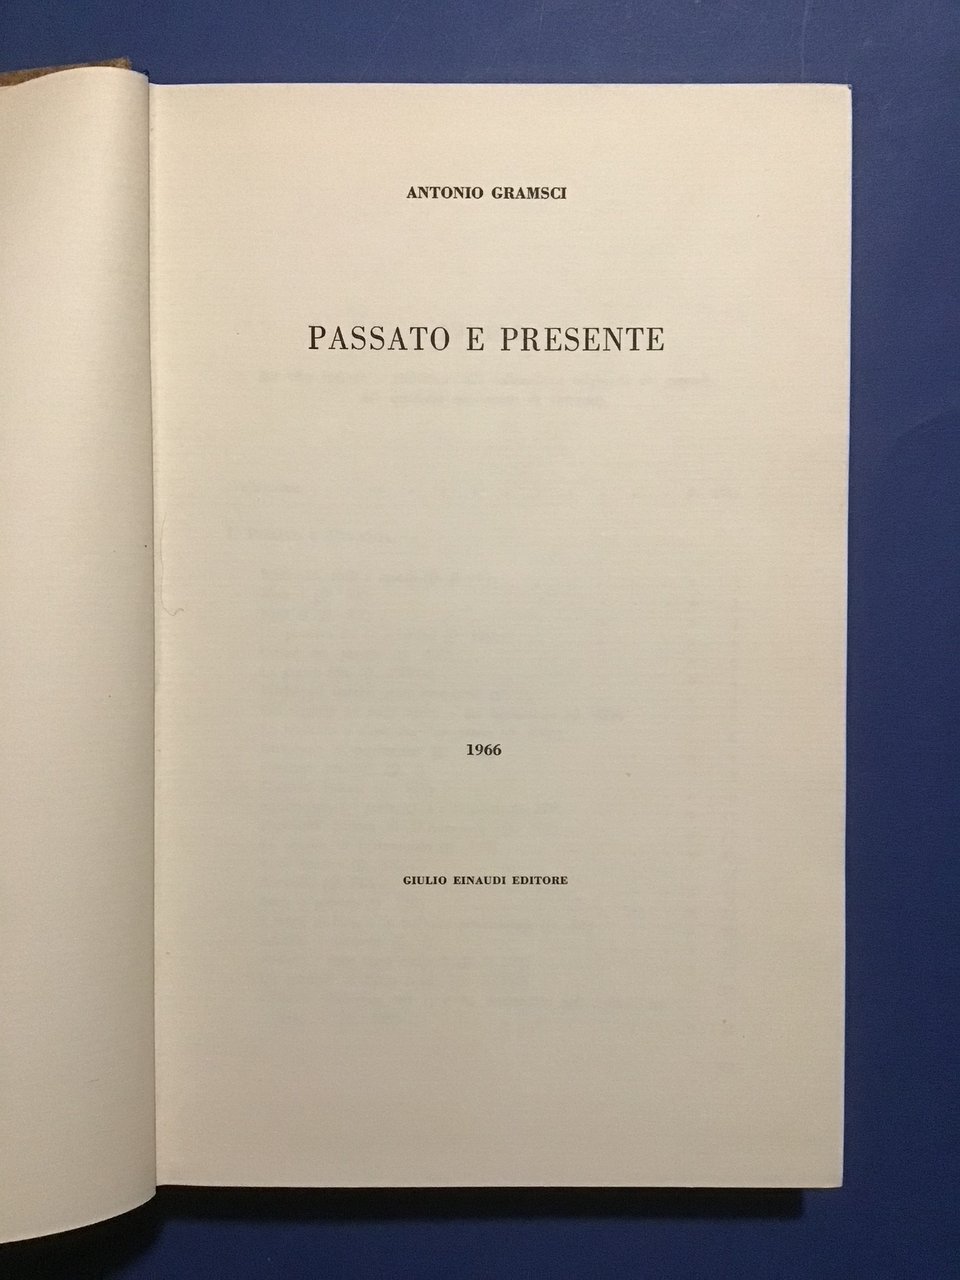 ANTONIO GRAMSCI
PASSATO E PRESENTE
1966
GIULIO EINAUDI EDITORE